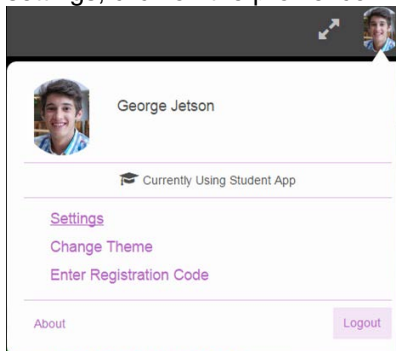 George Jetson
Currently Using Student App
Settings
Change Theme
Enter Registration Code
About
Logout